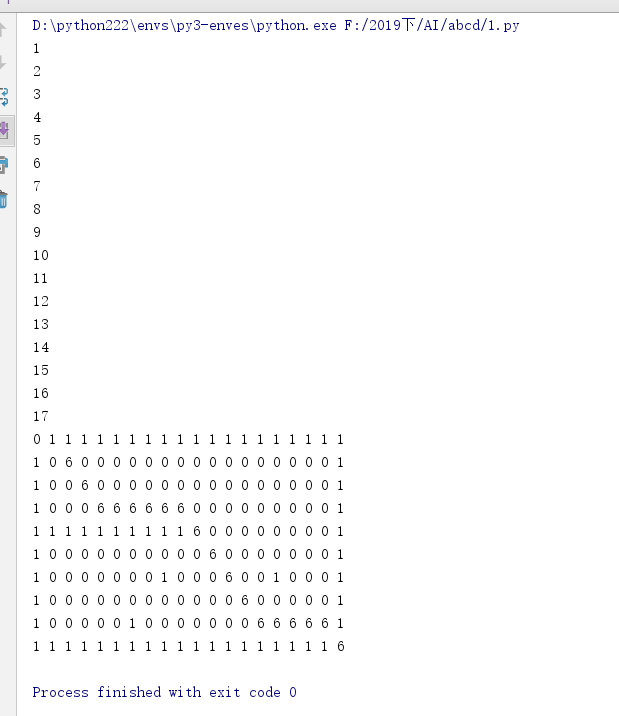 D:\python222\envs\py3-enves\python.exe F:/2019下/AI/abcd/1.py
1
2
3
4
5
6
7
8
9
10
11
12
13
14
15
16
17
0 1 1 1 1 1 1 1 1 1 1 1 1 1 1 1 1 1 1 1
1 0 6 0 0 0 0 0 0 0 0 0 0 0 0 0 0 0 0 1
1 0 0 6 0 0 0 0 0 0 0 0 0 0 0 0 0 0 0 1
1 0 0 0 6 6 6 6 6 6 0 0 0 0 0 0 0 0 0 1
1 1 1 1 1 1 1 1 1 1 6 0 0 0 0 0 0 0 0 1
1 0 0 0 0 0 0 0 0 0 0 6 0 0 0 0 0 0 0 1
1 0 0 0 0 0 0 0 1 0 0 0 6 0 0 1 0 0 0 1
1 0 0 0 0 0 0 0 0 0 0 0 0 6 0 0 0 0 0 1
1 0 0 0 0 0 1 0 0 0 0 0 0 0 6 6 6 6 6 1
1 1 1 1 1 1 1 1 1 1 1 1 1 1 1 1 1 1 1 6
Process finished with exit code 0